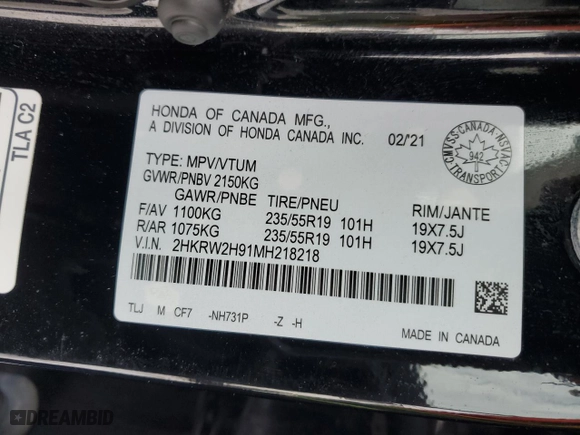 TLA C2
HONDA OF CANADA MFG.,
A DIVISION OF HONDA CANADA INC. 02/'21
TYPE: MPV/VTUM
GVWR/PNBV 2150KG
GAWR/PNBE TIRE/PNEU RIM/JANTE
F/AV 1100KG 235/55R19 101H 19X7.5J
R/AR 1075KG 235/55R19 101H 19X7.5J
V.I.N. 2HKRW2H91MH218218
TLJ M CF7 -NH731P -Z -H
MADE IN CANADA
CMVSS·CANADA·NSVAC
942
TRANSPORT
DREAMBID